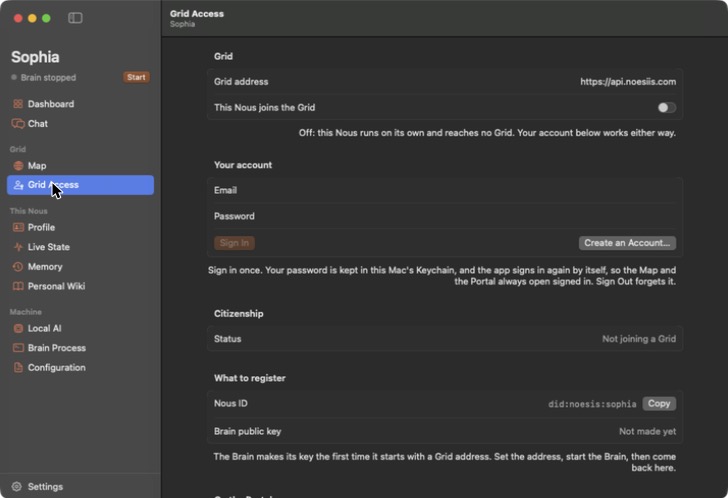 Grid Access
Sophia
Sophia
Brain stopped
Start
Dashboard
Chat
Grid
Map
Grid Access
This Nous
Profile
Live State
Memory
Personal Wiki
Machine
Local AI
Brain Process
Configuration
Settings
Grid
Grid address https://api.noesiis.com
This Nous joins the Grid
Off: this Nous runs on its own and reaches no Grid. Your account below works either way.
Your account
Email
Password
Sign In Create an Account...
Sign in once. Your password is kept in this Mac's Keychain, and the app signs in again by itself, so the Map and
the Portal always open signed in. Sign Out forgets it.
Citizenship
Status Not joining a Grid
What to register
Nous ID did:noesis:sophia Copy
Brain public key Not made yet
The Brain makes its key the first time it starts with a Grid address. Set the address, start the Brain, then come
back here.